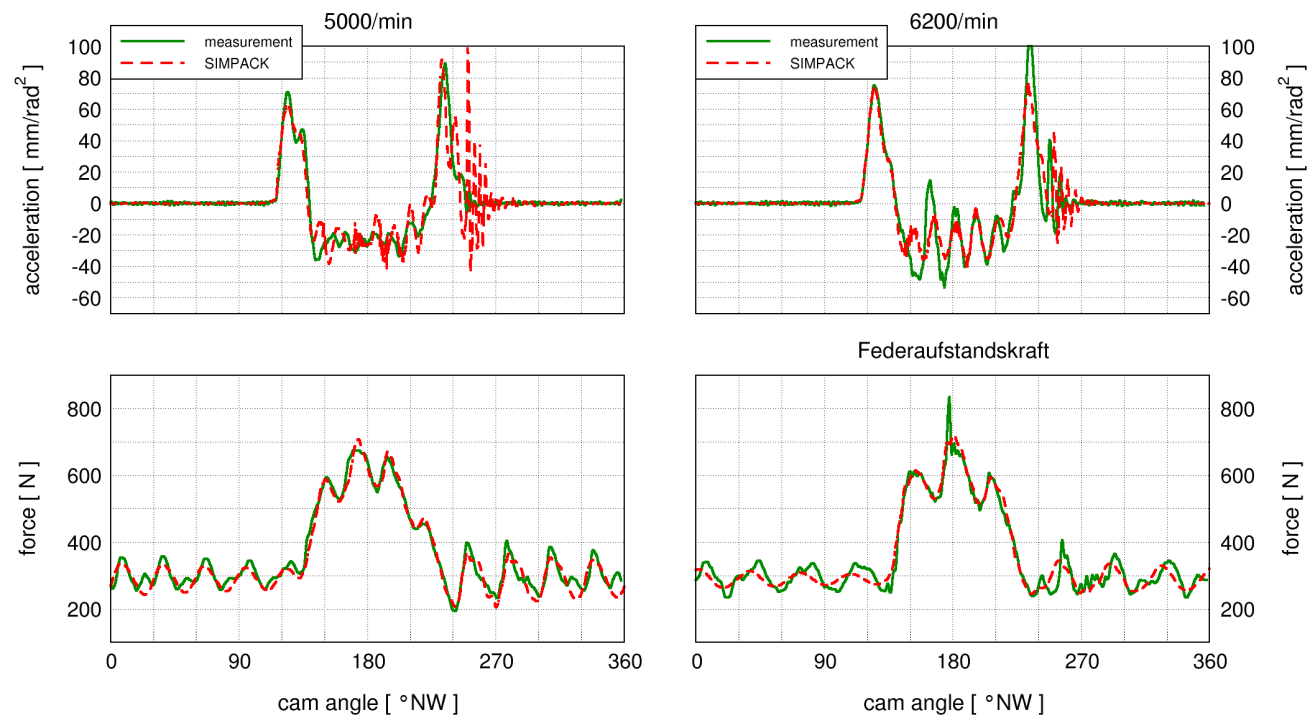 5000/min
measurement
SIMPACK
100
80
60
40
20
0
-20
-40
-60
acceleration [ mm/rad² ]
6200/min
measurement
SIMPACK
100
80
60
40
20
0
-20
-40
-60
acceleration [ mm/rad² ]
800
600
400
200
force [ N ]
0 90 180 270 360
cam angle [ °NW ]
Federaufstandskraft
800
600
400
200
force [ N ]
0 90 180 270 360
cam angle [ °NW ]